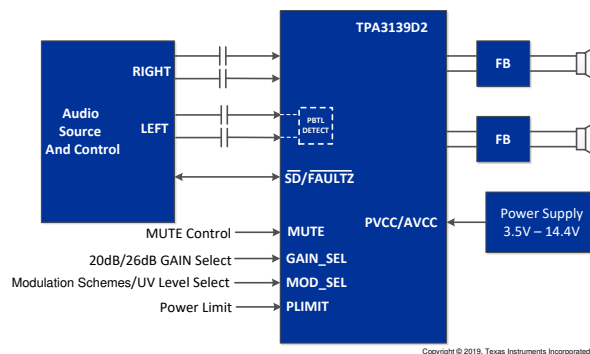 TPA3139D2
RIGHT
FB
Audio
Source
And Control
LEFT
PBTL
DETECT
FB
SD/FAULTZ
MUTE Control
MUTE
PVCC/AVCC
Power Supply
3.5V – 14.4V
20dB/26dB GAIN Select
GAIN_SEL
Modulation Schemes/UV Level Select
MOD_SEL
Power Limit
PLIMIT
Copyright © 2019, Texas Instruments Incorporated